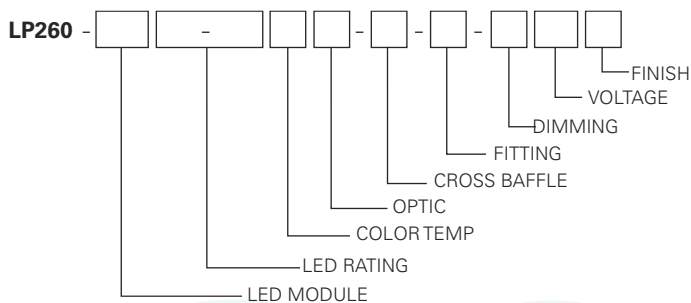 LP260 - - - - -
FINISH
VOLTAGE
DIMMING
FITTING
CROSS BAFFLE
OPTIC
COLOR TEMP
LED RATING
LED MODULE